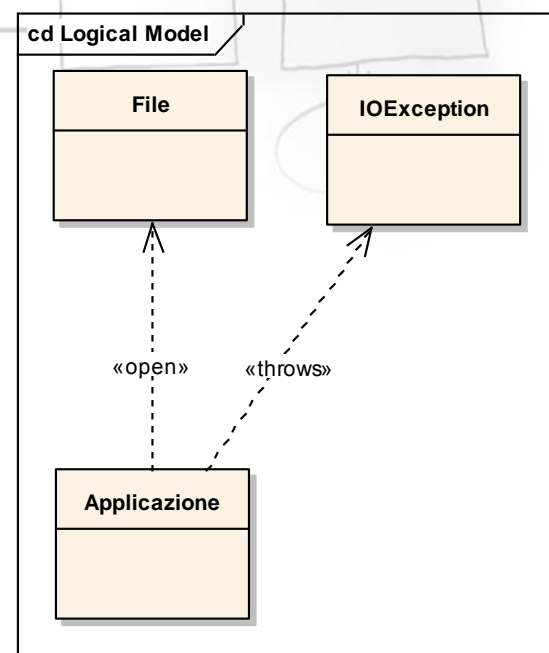 cd Logical Model
File
IOException
«open»
«throws»
Applicazione